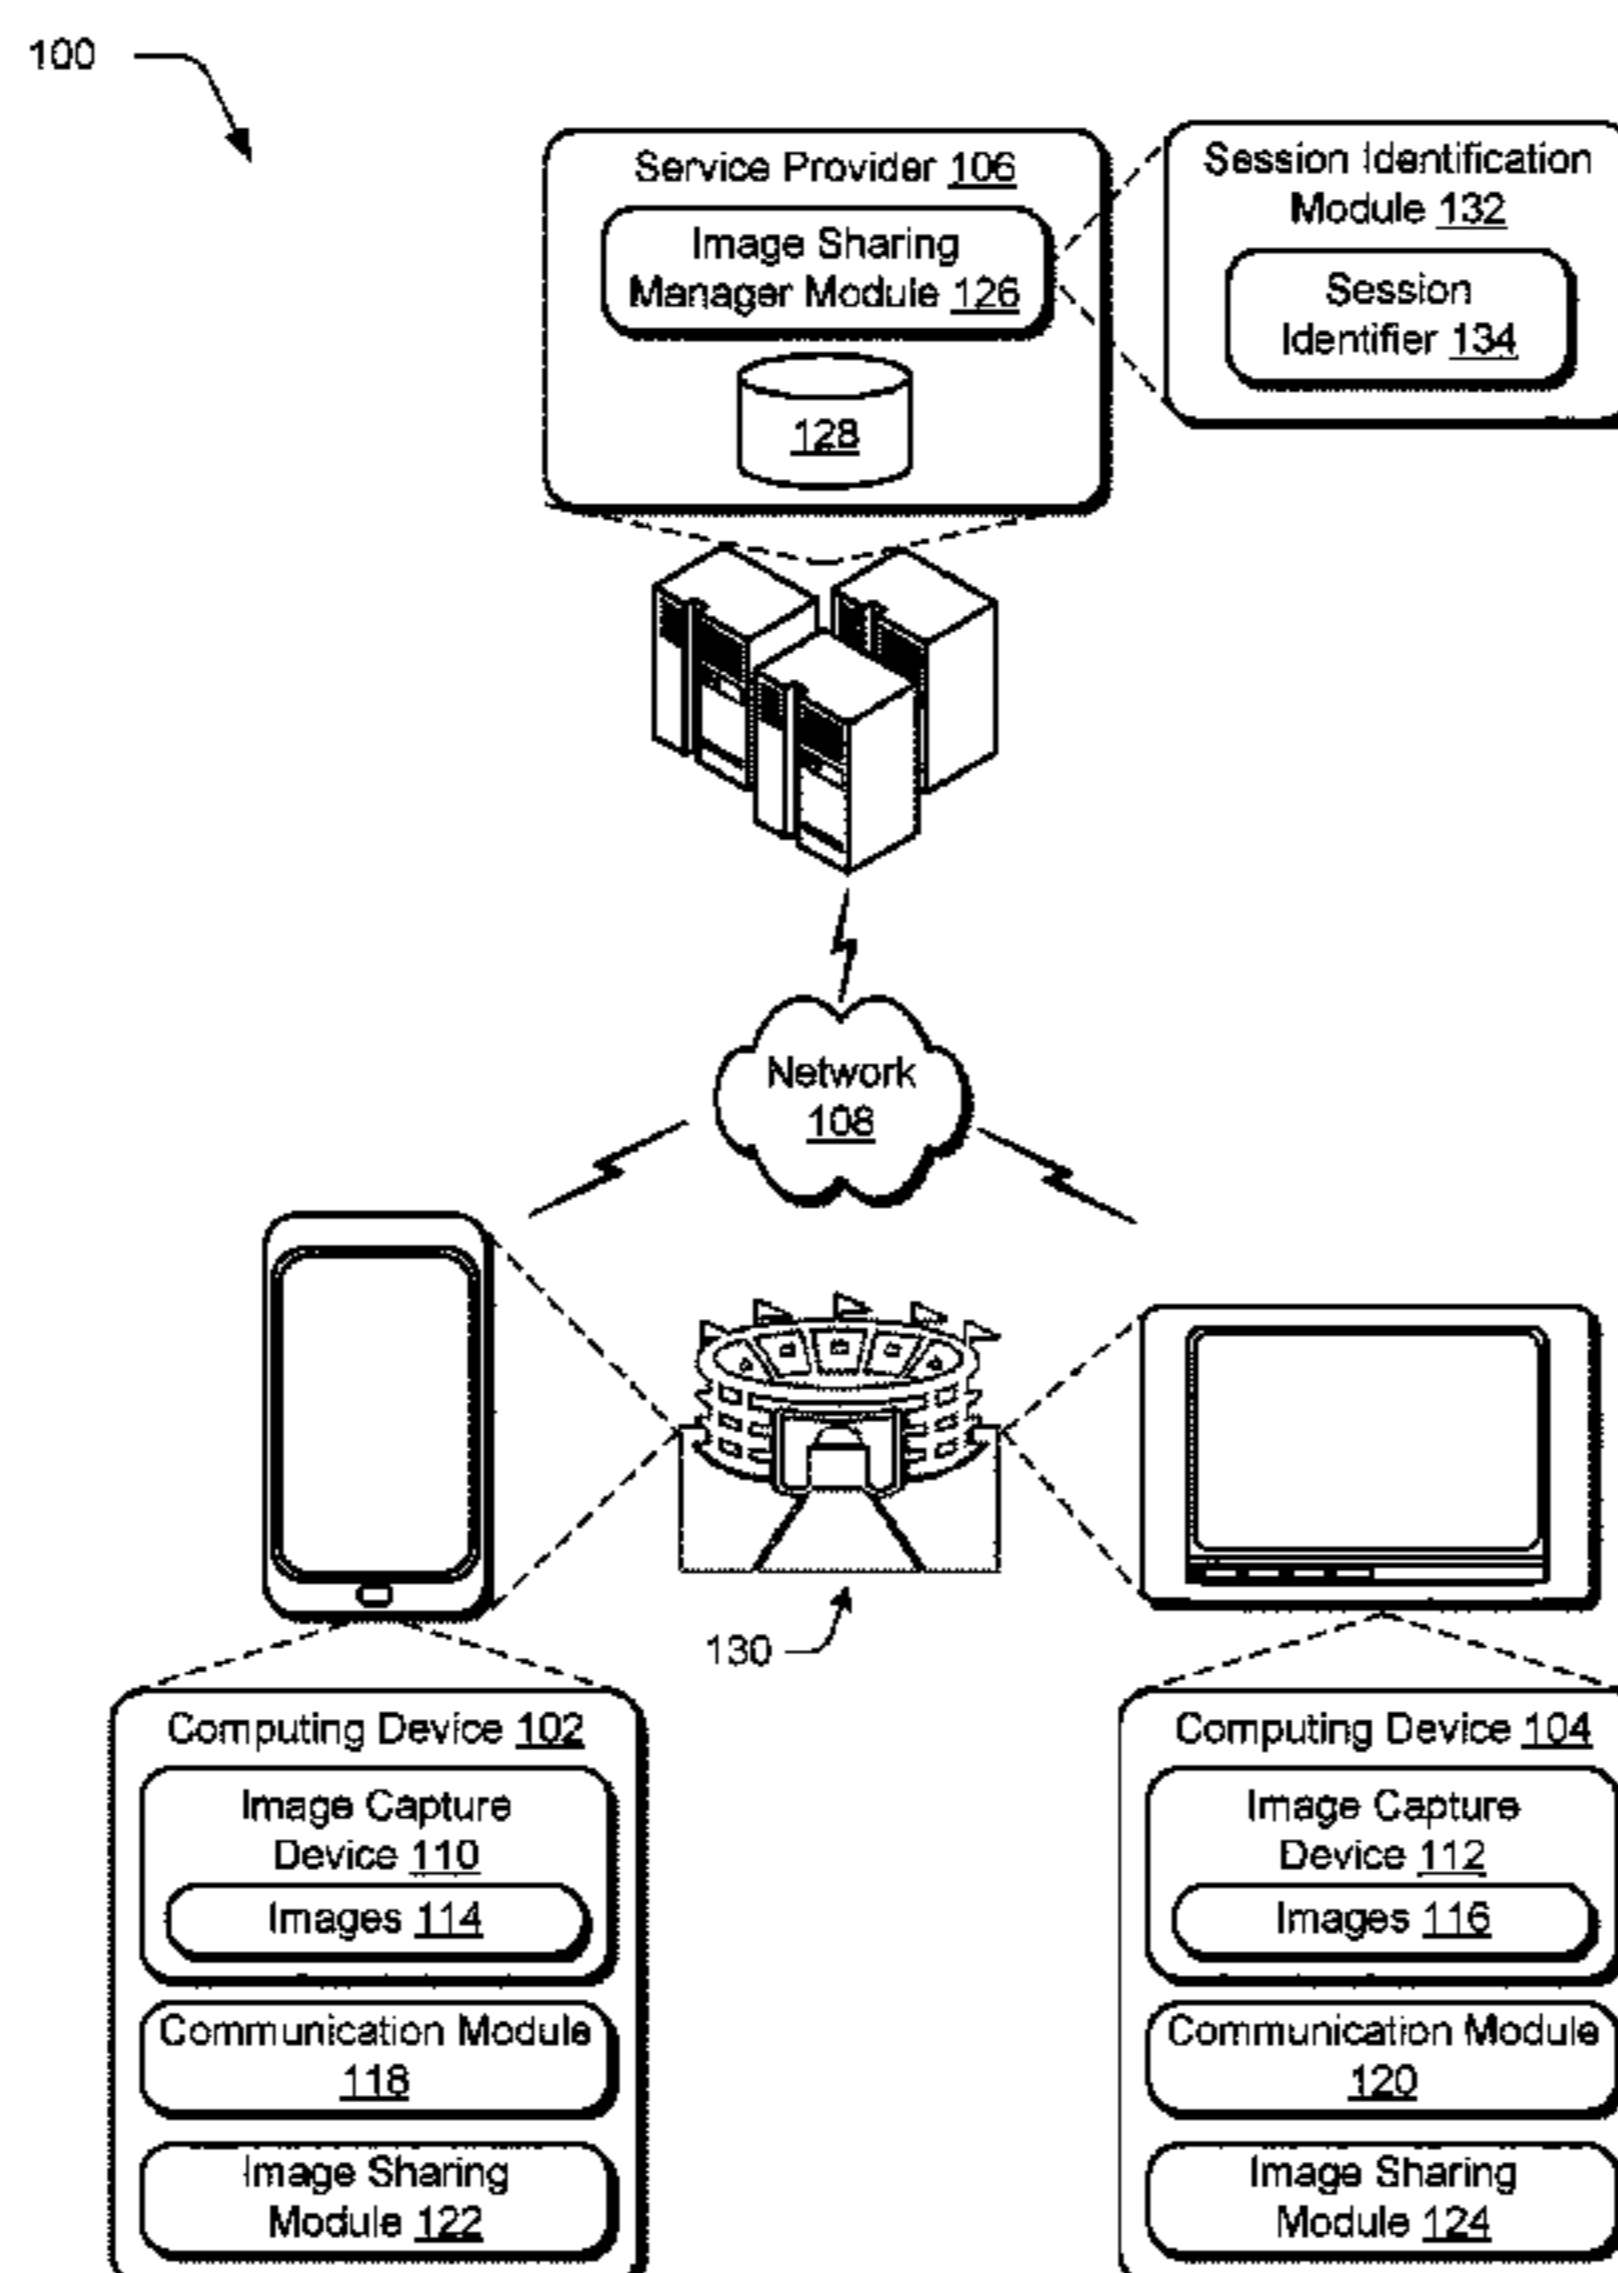 100
Service Provider 106
Image Sharing
Manager Module 126
128
Session Identification
Module 132
Session
Identifier 134
Network
108
130
Computing Device 102
Image Capture
Device 110
Images 114
Communication Module
118
Image Sharing
Module 122
Computing Device 104
Image Capture
Device 112
Images 116
Communication Module
120
Image Sharing
Module 124